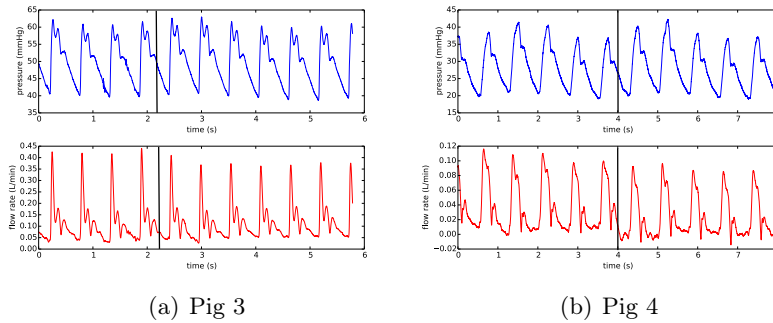 65
60
55
50
45
40
35
pressure (mmHg)
0 1 2 3 4 5 6
time (s)
0.45
0.40
0.35
0.30
0.25
0.20
0.15
0.10
0.05
0.00
flow rate (L/min)
0 1 2 3 4 5 6
time (s)
(a) Pig 3
45
40
35
30
25
20
15
pressure (mmHg)
0 1 2 3 4 5 6 7
time (s)
0.12
0.10
0.08
0.06
0.04
0.02
0.00
−0.02
flow rate (L/min)
0 1 2 3 4 5 6 7
time (s)
(b) Pig 4